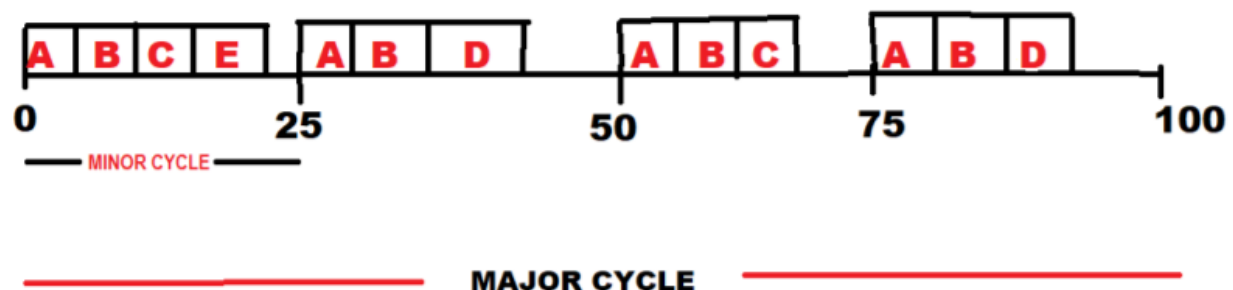 A B C E A B D A B C A B D
0 25 50 75 100
MINOR CYCLE
MAJOR CYCLE